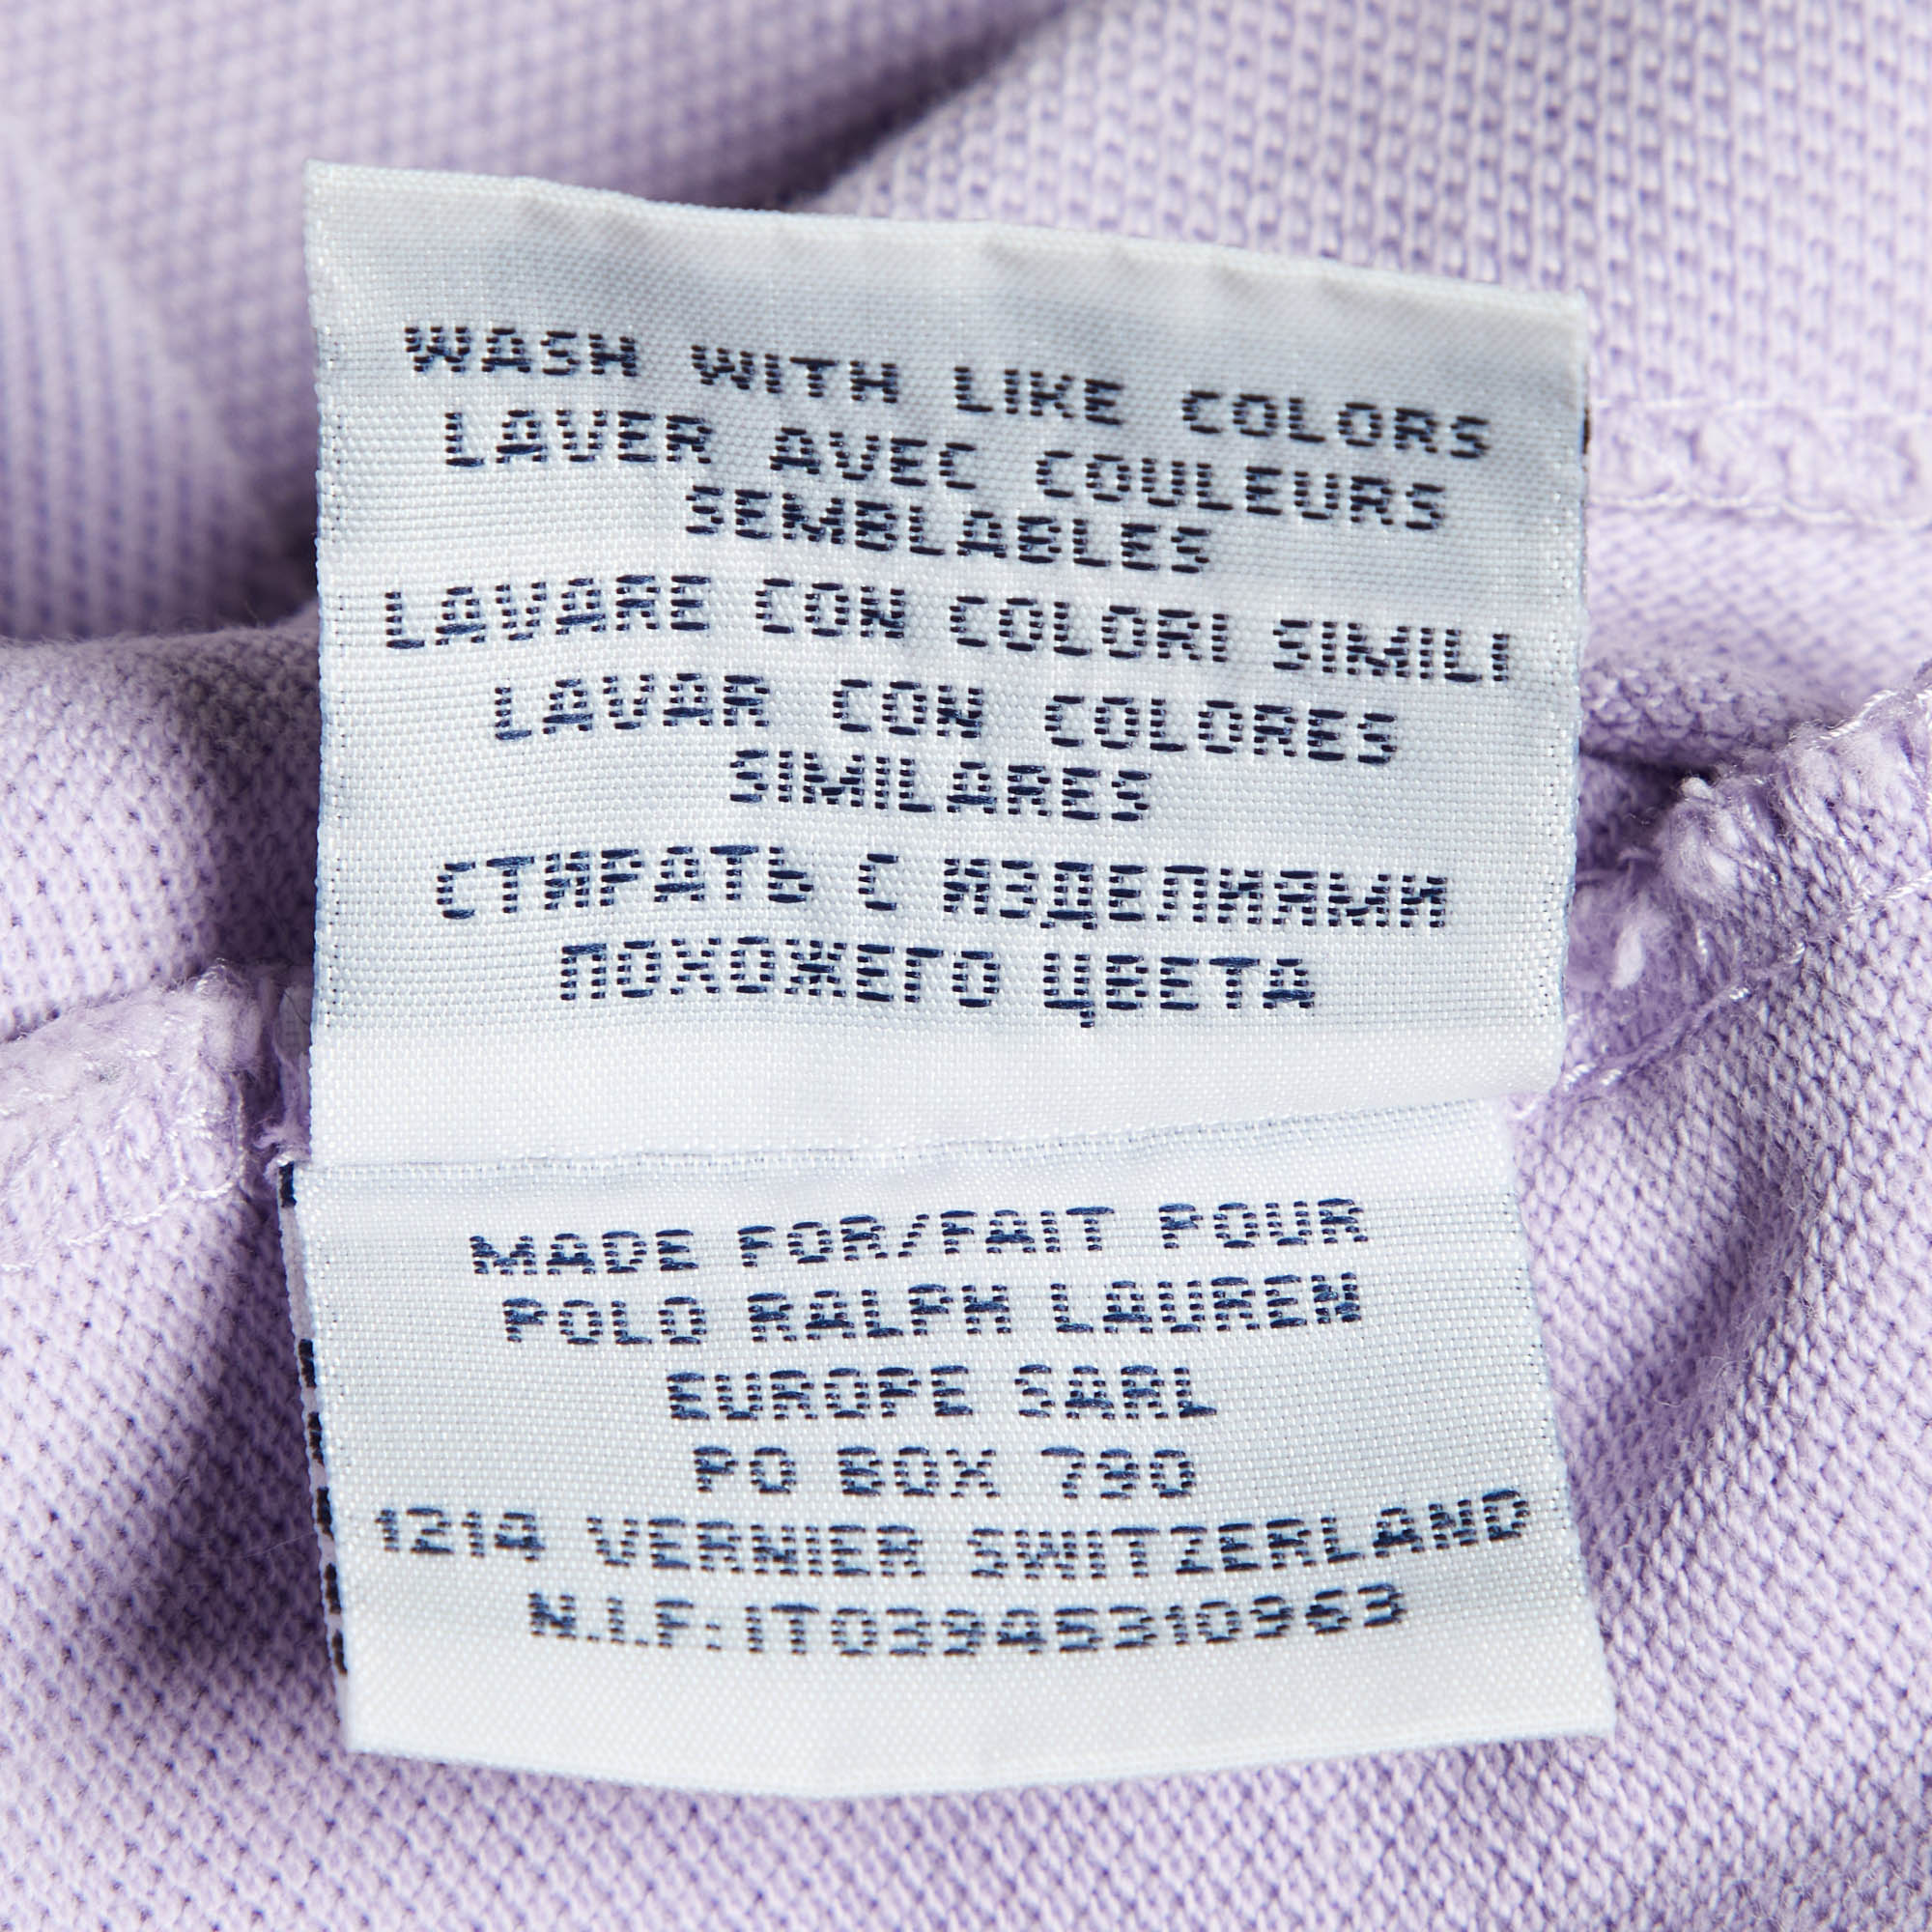 WASH WITH LIKE COLORS
LAVER AVEC COULEURS
SEMBLABLES
LAVARE CON COLORI SIMILI
LAVAR CON COLORES
SIMILARES
СТИРАТЬ С ИЗДЕЛИЯМИ
ПОХОЖЕГО ЦВЕТА
MADE FOR/FAIT POUR
POLO RALPH LAUREN
EUROPE SARL
PO BOX 790
1214 VERNIER SWITZERLAND
N.I.F:IT03945310963